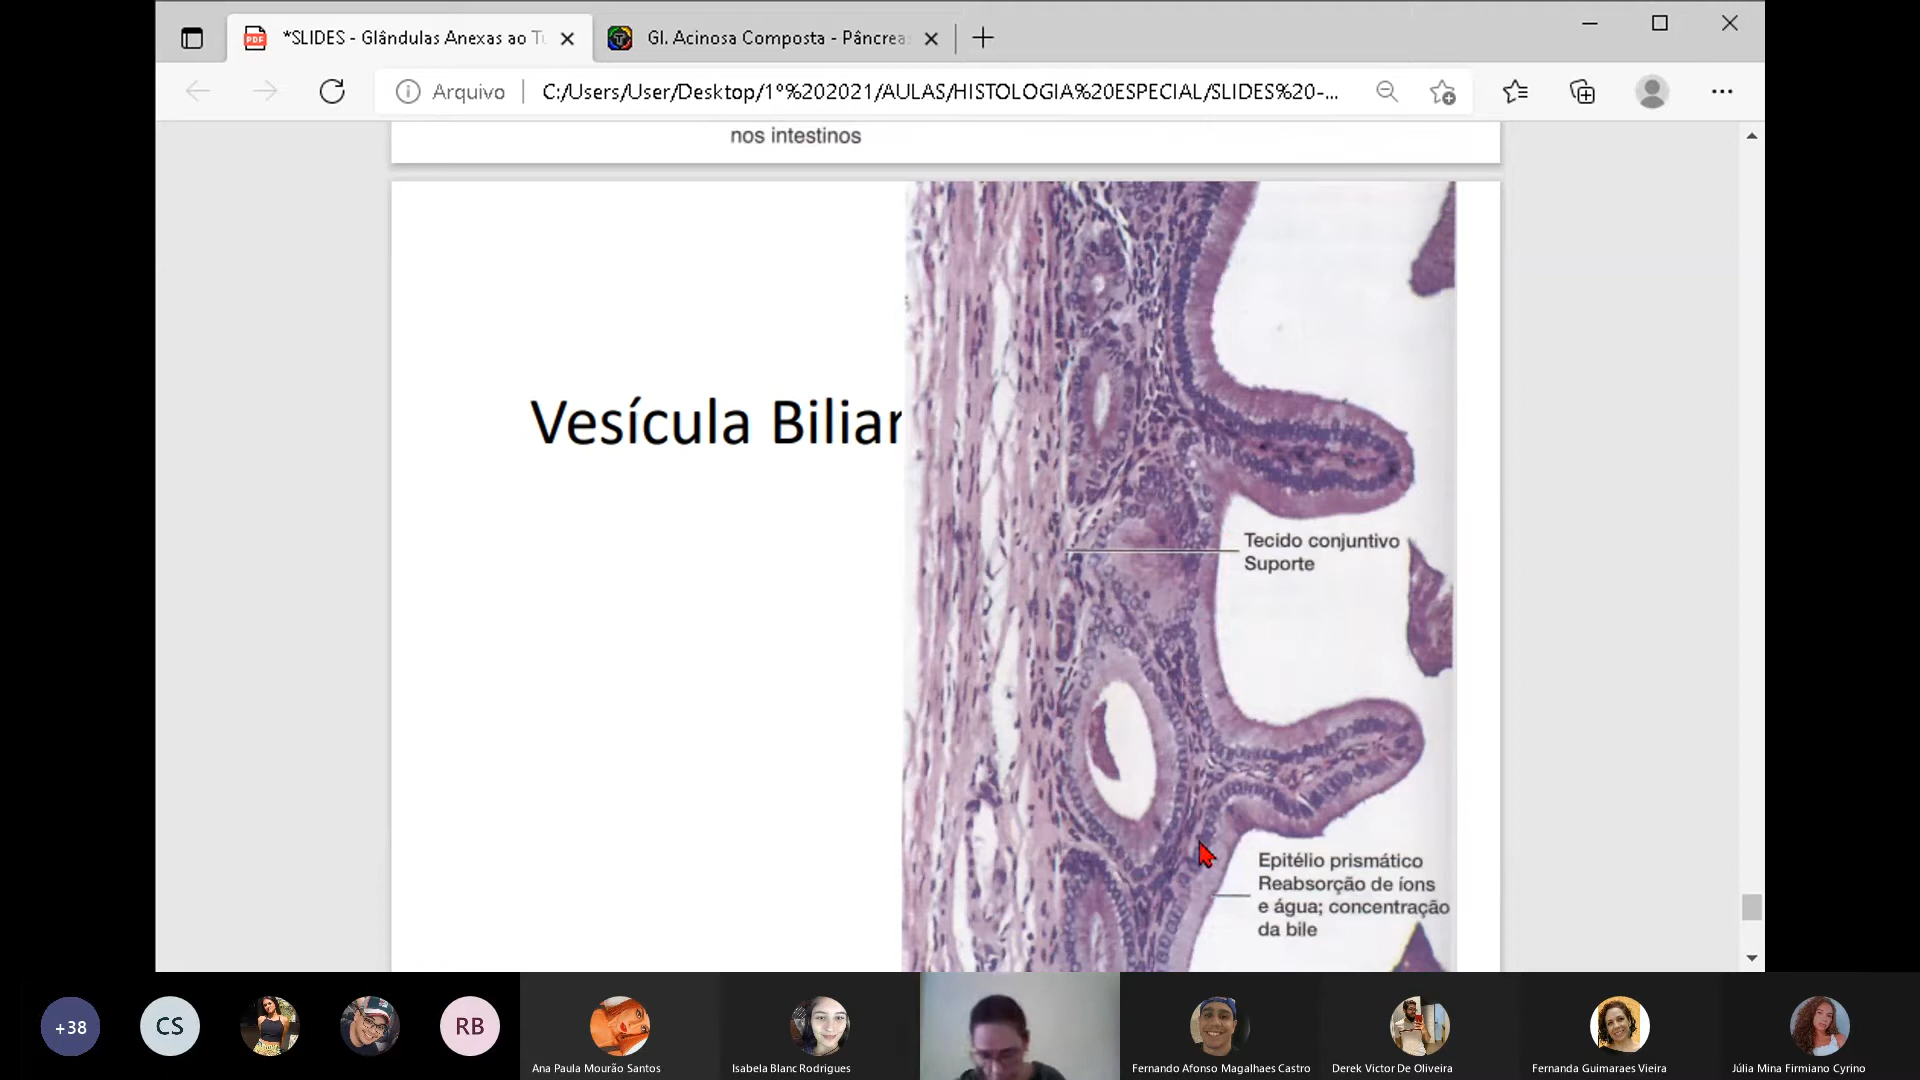 *SLIDES - Glândulas Anexas ao T
Gl. Acinosa Composta - Pâncrea
Arquivo
C:/Users/User/Desktop/1º%202021/AULAS/HISTOLOGIA%20ESPECIAL/SLIDES%20-...
nos intestinos
Vesícula Biliar
Tecido conjuntivo
Suporte
Epitélio prismático
Reabsorção de íons
e água; concentração
da bile
+38
CS
RB
Ana Paula Mourão Santos
Isabela Blanc Rodrigues
Fernando Afonso Magalhaes Castro
Derek Victor De Oliveira
Fernanda Guimaraes Vieira
Júlia Mina Firmiano Cyrino